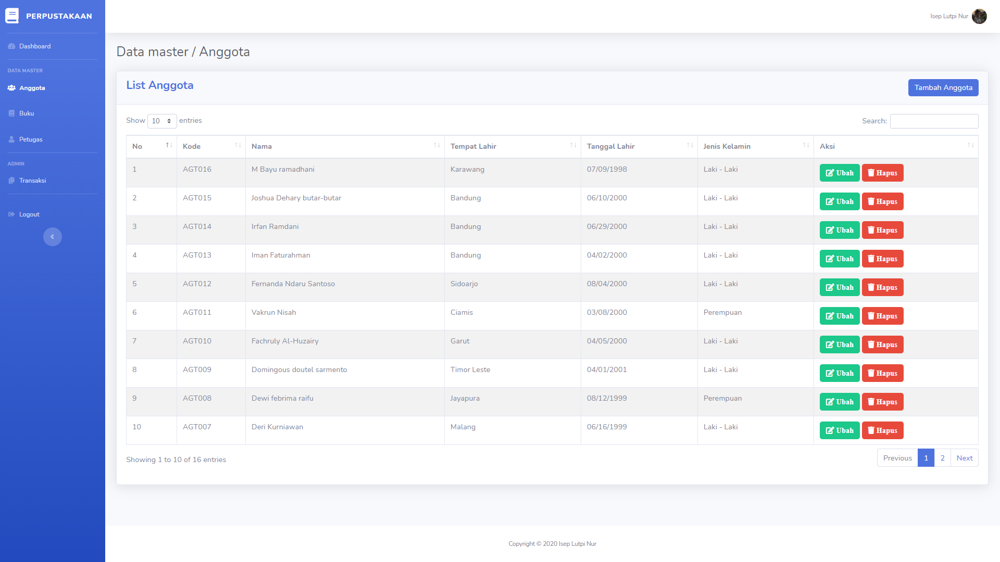 PERPUSTAKAAN
Isep Lutpi Nur
Dashboard
DATA MASTER
Anggota
Buku
Petugas
ADMIN
Transaksi
Logout
Data master / Anggota
List Anggota
Tambah Anggota
Show 10 entries
Search:
No Kode Nama Tempat Lahir Tanggal Lahir Jenis Kelamin Aksi
1 AGT016 M Bayu ramadhani Karawang 07/09/1998 Laki - Laki Ubah Hapus
2 AGT015 Joshua Dehary butar-butar Bandung 06/10/2000 Laki - Laki Ubah Hapus
3 AGT014 Irfan Ramdani Bandung 06/29/2000 Laki - Laki Ubah Hapus
4 AGT013 Iman Faturahman Bandung 04/02/2000 Laki - Laki Ubah Hapus
5 AGT012 Fernanda Ndaru Santoso Sidoarjo 08/04/2000 Laki - Laki Ubah Hapus
6 AGT011 Vakrun Nisah Ciamis 03/08/2000 Perempuan Ubah Hapus
7 AGT010 Fachruly Al-Huzairy Garut 04/05/2000 Laki - Laki Ubah Hapus
8 AGT009 Domingous doutel sarmento Timor Leste 04/01/2001 Laki - Laki Ubah Hapus
9 AGT008 Dewi febrima raifu Jayapura 08/12/1999 Perempuan Ubah Hapus
10 AGT007 Deri Kurniawan Malang 06/16/1999 Laki - Laki Ubah Hapus
Showing 1 to 10 of 16 entries
Previous 1 2 Next
Copyright © 2020 Isep Lutpi Nur